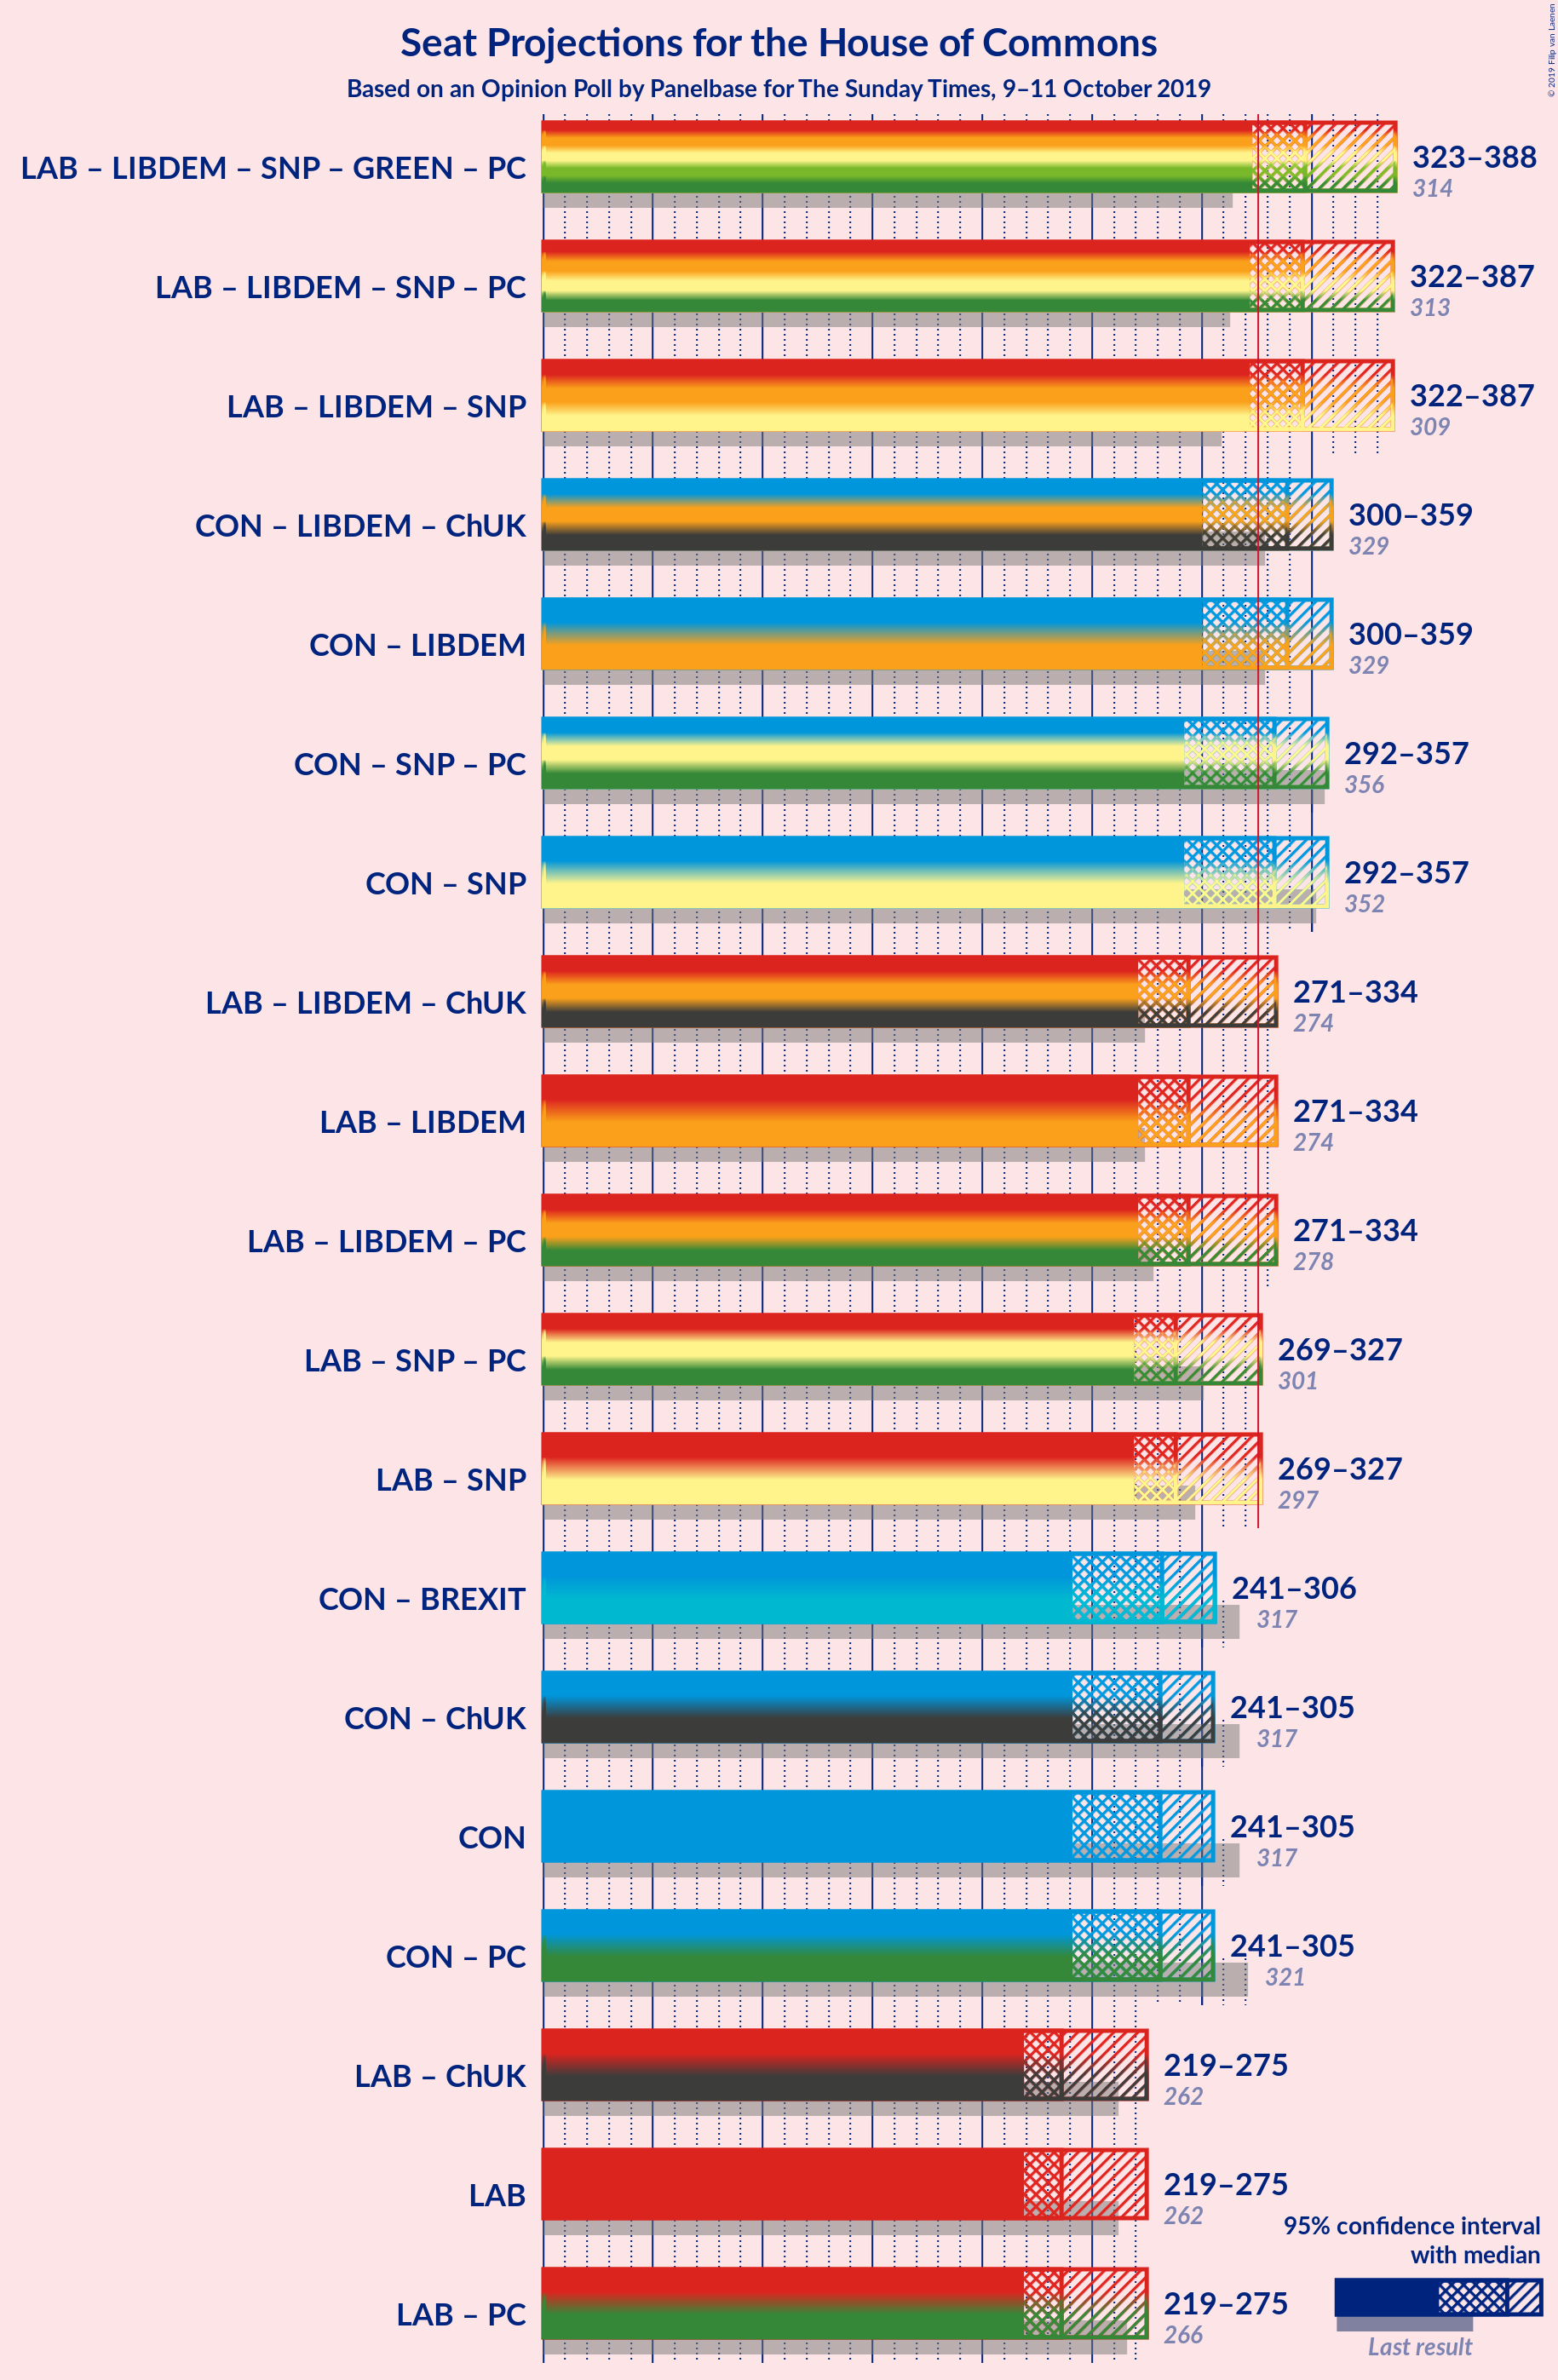 Seat Projections for the House of Commons
Based on an Opinion Poll by Panelbase for The Sunday Times, 9–11 October 2019
© 2019 Filip van Laenen
LAB – LIBDEM – SNP – GREEN – PC
323–388
314
LAB – LIBDEM – SNP – PC
322–387
313
LAB – LIBDEM – SNP
322–387
309
CON – LIBDEM – ChUK
300–359
329
CON – LIBDEM
300–359
329
CON – SNP – PC
292–357
356
CON – SNP
292–357
352
LAB – LIBDEM – ChUK
271–334
274
LAB – LIBDEM
271–334
274
LAB – LIBDEM – PC
271–334
278
LAB – SNP – PC
269–327
301
LAB – SNP
269–327
297
CON – BREXIT
241–306
317
CON – ChUK
241–305
317
CON
241–305
317
CON – PC
241–305
321
LAB – ChUK
219–275
262
LAB
219–275
262
LAB – PC
219–275
266
95% confidence interval
with median
Last result